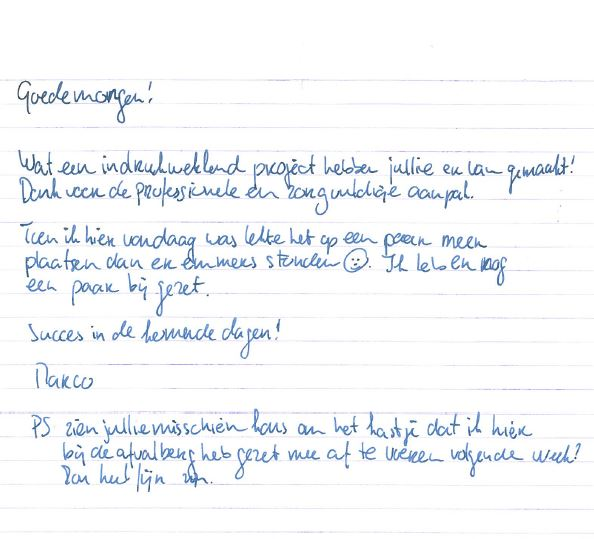 Goedemorgen!
Wat een indrukwekkend project hebben jullie er van gemaakt!
Dank voor de professionele en zorgvuldige aanpak.
Toen ik hier vandaag was lekte het op een paar meer
plaatsen dan er emmers stonden ☺. Ik heb er nog
een paar bij gezet.
Succes in de komende dagen!
Marco
PS zien jullie misschien kans om het kastje dat ik hier
bij de afvalberg heb gezet mee af te voeren volgende week?
Zou heel fijn zijn.